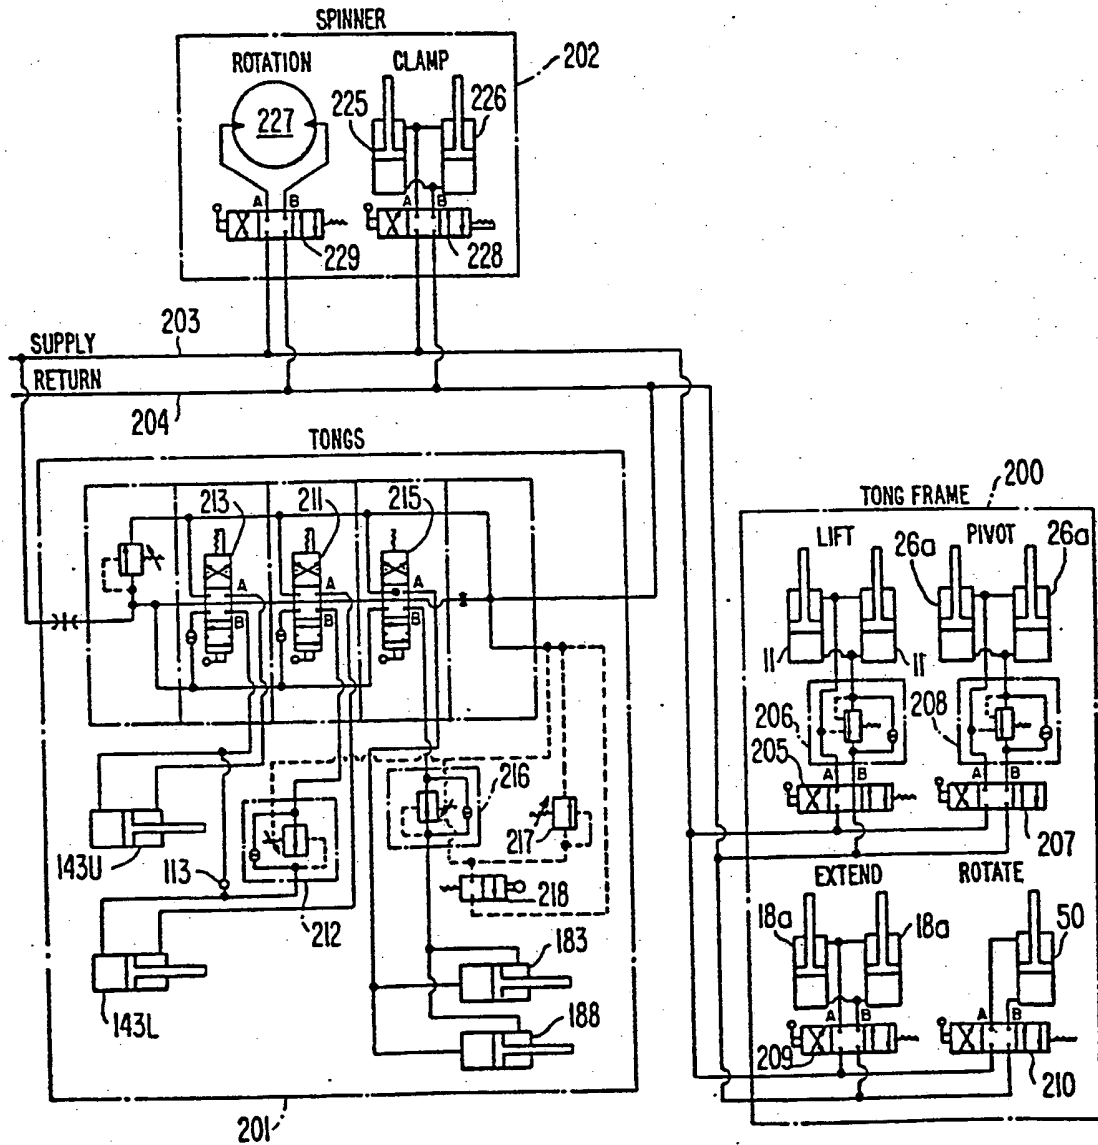 SPINNER
202
ROTATION
CLAMP
227
225
226
A
B
A
B
229
228
203
SUPPLY
RETURN
204
TONGS
213
211
215
A
B
A
B
A
B
200
TONG FRAME
LIFT
PIVOT
26a
26a
11
11
206
208
205
A
B
A
B
207
216
217
143U
113
212
218
EXTEND
ROTATE
18a
18a
50
183
143L
188
A
B
A
B
209
210
201